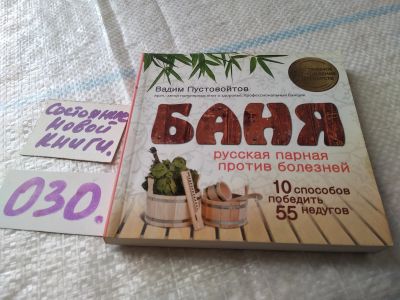 Состояние
новой
книги.
030.
Вадим Пустовойтов
БАНЯ
русская парная
против болезней
10 способов
победить
55 недугов